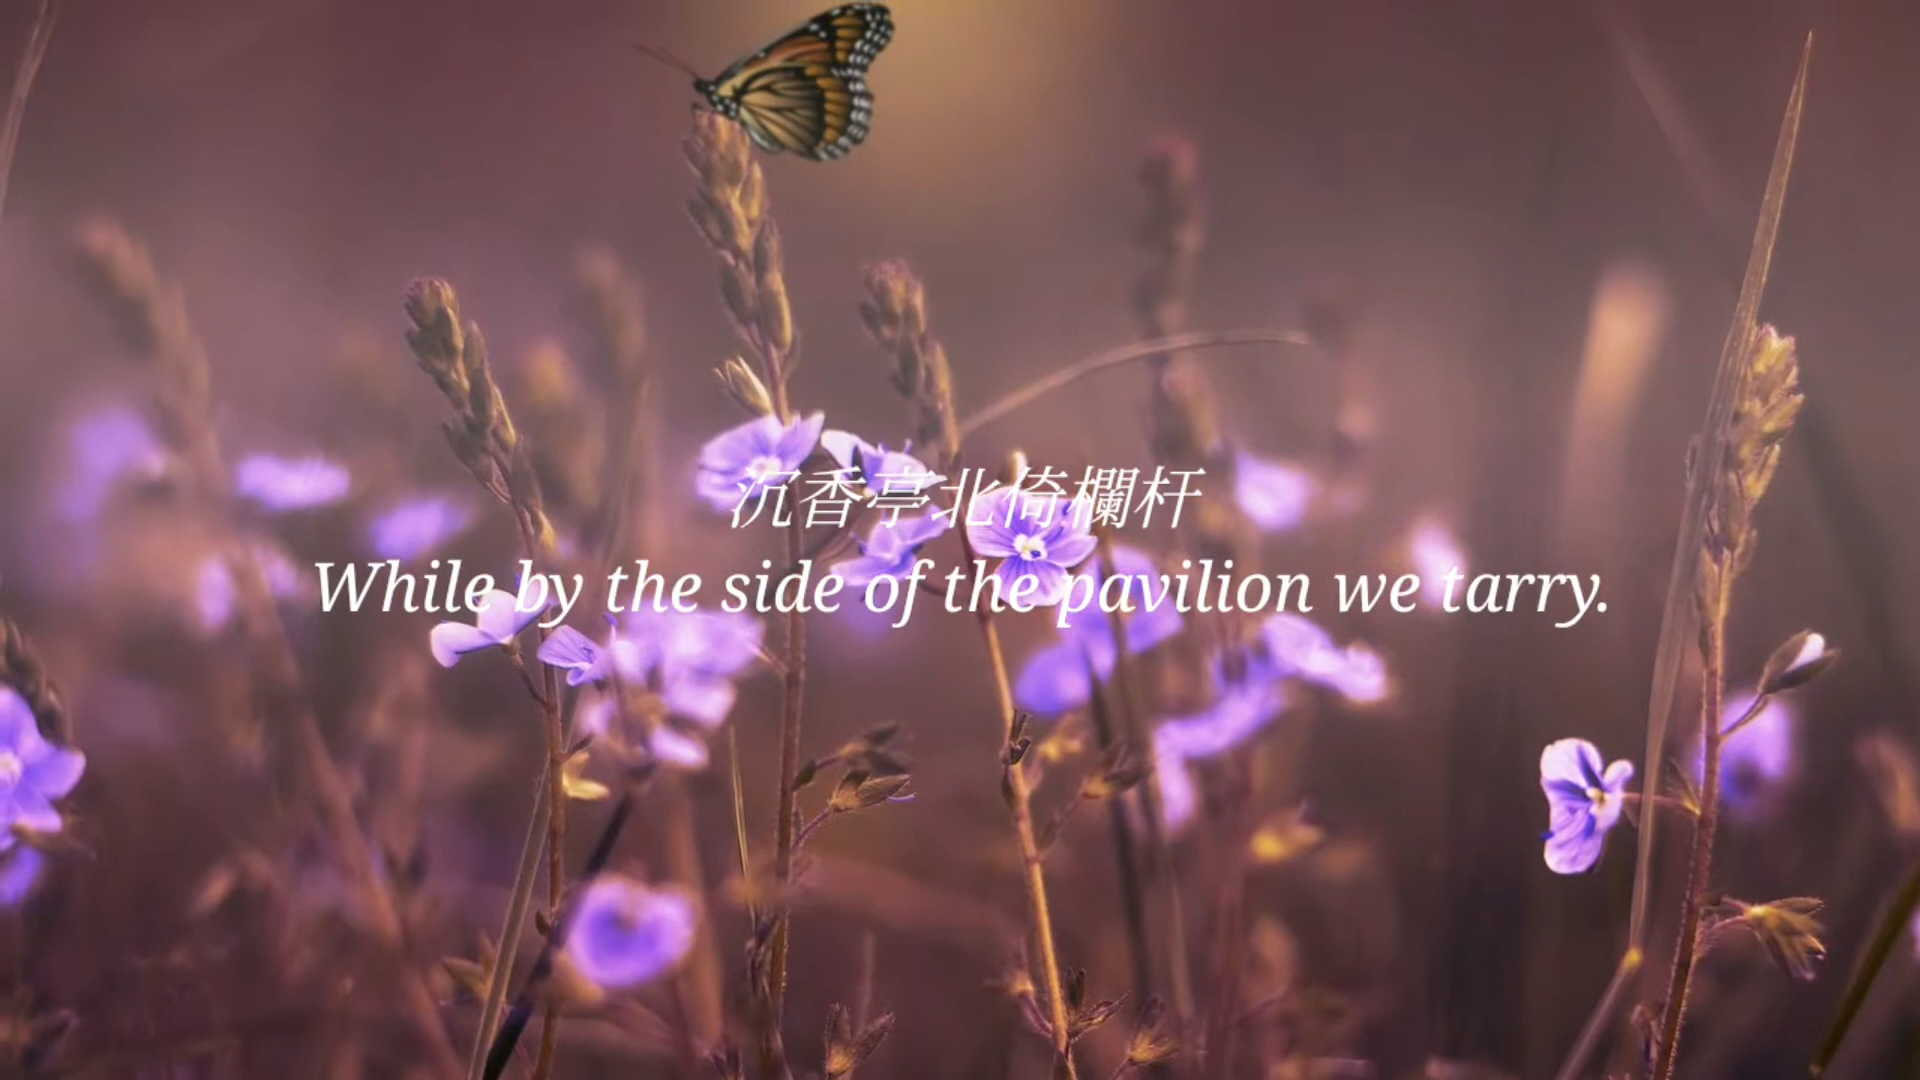 沉香亭北倚欄杆
While by the side of the pavilion we tarry.